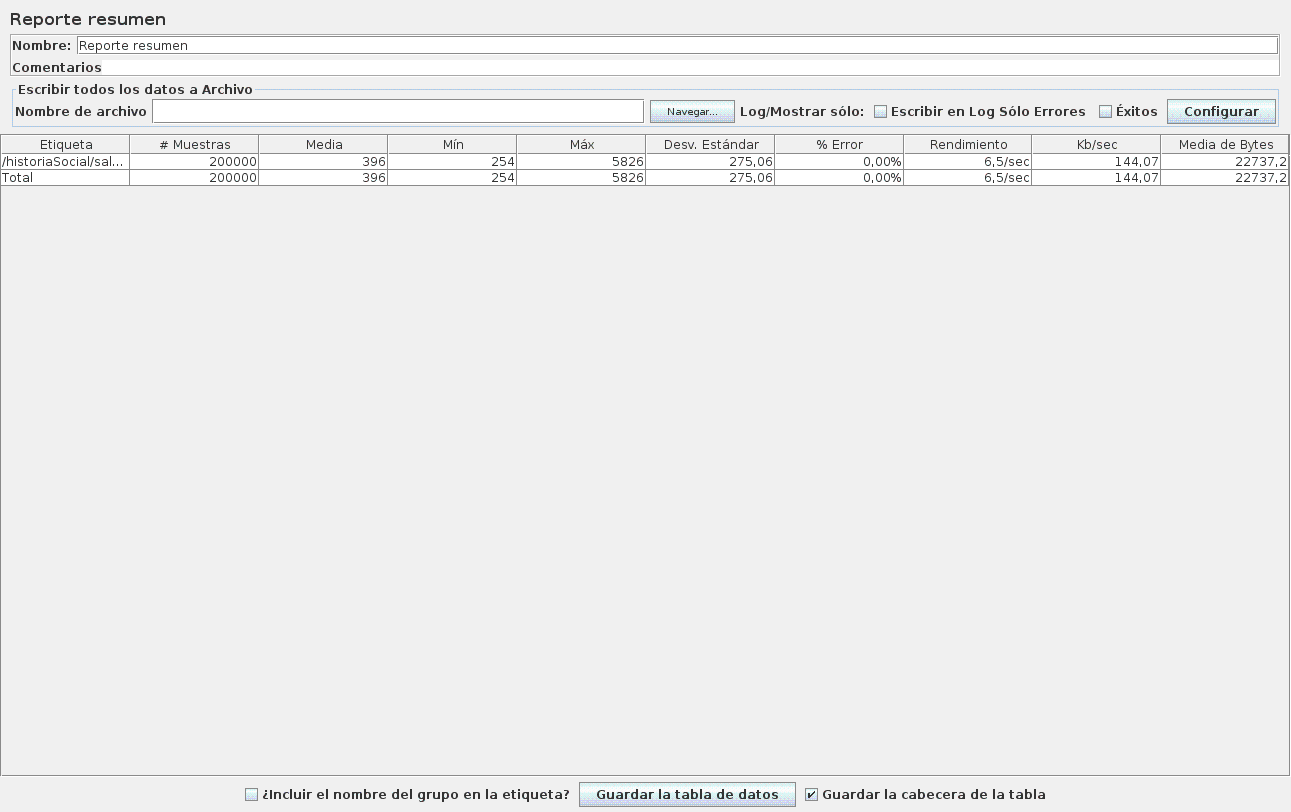 Reporte resumen
Nombre: Reporte resumen
Comentarios
Escribir todos los datos a Archivo
Nombre de archivo Navegar... Log/Mostrar sólo: Escribir en Log Sólo Errores Éxitos Configurar
Etiqueta # Muestras Media Mín Máx Desv. Estándar % Error Rendimiento Kb/sec Media de Bytes
/historiaSocial/sal... 200000 396 254 5826 275,06 0,00% 6,5/sec 144,07 22737,2
Total 200000 396 254 5826 275,06 0,00% 6,5/sec 144,07 22737,2
¿Incluir el nombre del grupo en la etiqueta? Guardar la tabla de datos Guardar la cabecera de la tabla